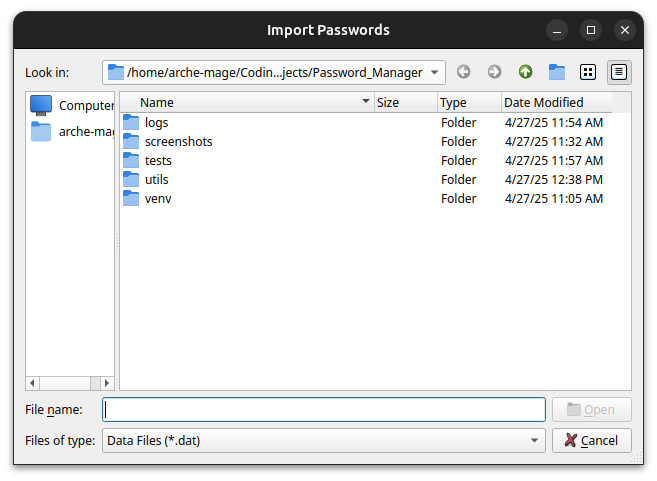 Import Passwords
Look in: /home/arche-mage/Codin...jects/Password_Manager
Computer
arche-mag
Name Size Type Date Modified
logs Folder 4/27/25 11:54 AM
screenshots Folder 4/27/25 11:32 AM
tests Folder 4/27/25 11:57 AM
utils Folder 4/27/25 12:38 PM
venv Folder 4/27/25 11:05 AM
File name: Open
Files of type: Data Files (*.dat) Cancel